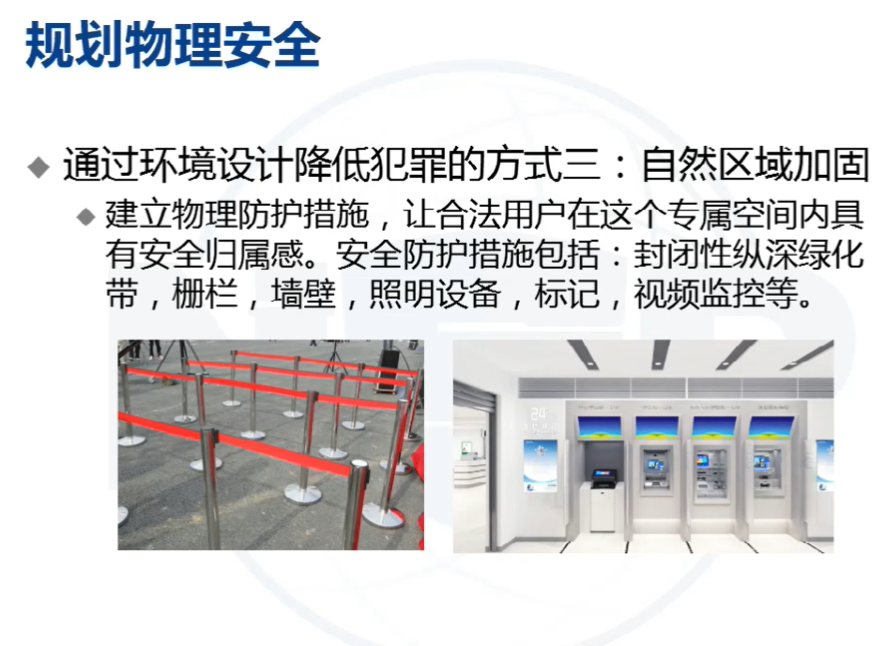 规划物理安全
通过环境设计降低犯罪的方式三：自然区域加固
建立物理防护措施，让合法用户在这个专属空间内具
有安全归属感。安全防护措施包括：封闭性纵深绿化
带，栅栏，墙壁，照明设备，标记，视频监控等。
24